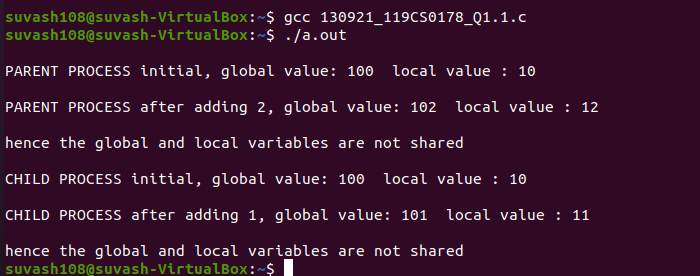 suvash108@suvash-VirtualBox:~$ gcc 130921_119CS0178_Q1.1.c
suvash108@suvash-VirtualBox:~$ ./a.out
PARENT PROCESS initial, global value: 100  local value : 10
PARENT PROCESS after adding 2, global value: 102  local value : 12
hence the global and local variables are not shared
CHILD PROCESS initial, global value: 100  local value : 10
CHILD PROCESS after adding 1, global value: 101  local value : 11
hence the global and local variables are not shared
suvash108@suvash-VirtualBox:~$